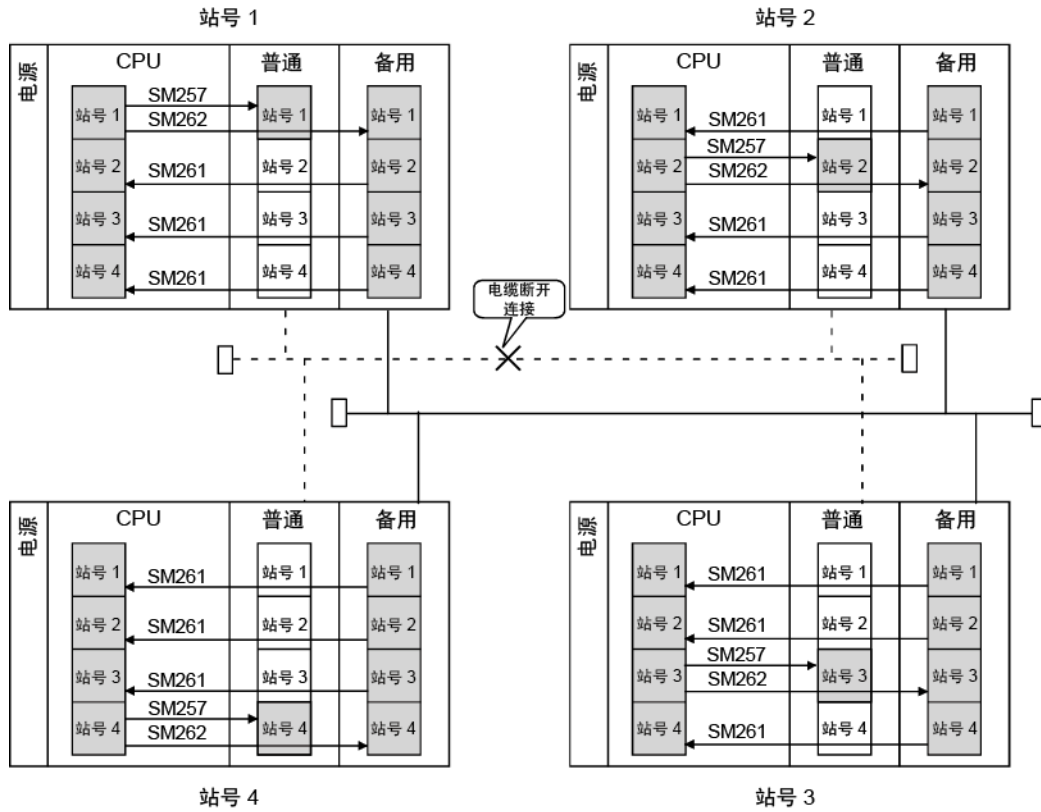 站号 1
站号 2
电源
CPU
普通
备用
站号 1
SM257
SM262
站号 1
站号 1
站号 2
SM261
站号 2
站号 2
站号 3
SM261
站号 3
站号 3
站号 4
SM261
站号 4
站号 4
电源
CPU
普通
备用
站号 1
SM261
站号 1
站号 1
站号 2
SM257
SM262
站号 2
站号 2
站号 3
SM261
站号 3
站号 3
站号 4
SM261
站号 4
站号 4
电缆断开
连接
电源
CPU
普通
备用
站号 1
SM261
站号 1
站号 1
站号 2
SM261
站号 2
站号 2
站号 3
SM261
站号 3
站号 3
站号 4
SM257
SM262
站号 4
站号 4
电源
CPU
普通
备用
站号 1
SM261
站号 1
站号 1
站号 2
SM261
站号 2
站号 2
站号 3
SM257
SM262
站号 3
站号 3
站号 4
SM261
站号 4
站号 4
站号 4
站号 3